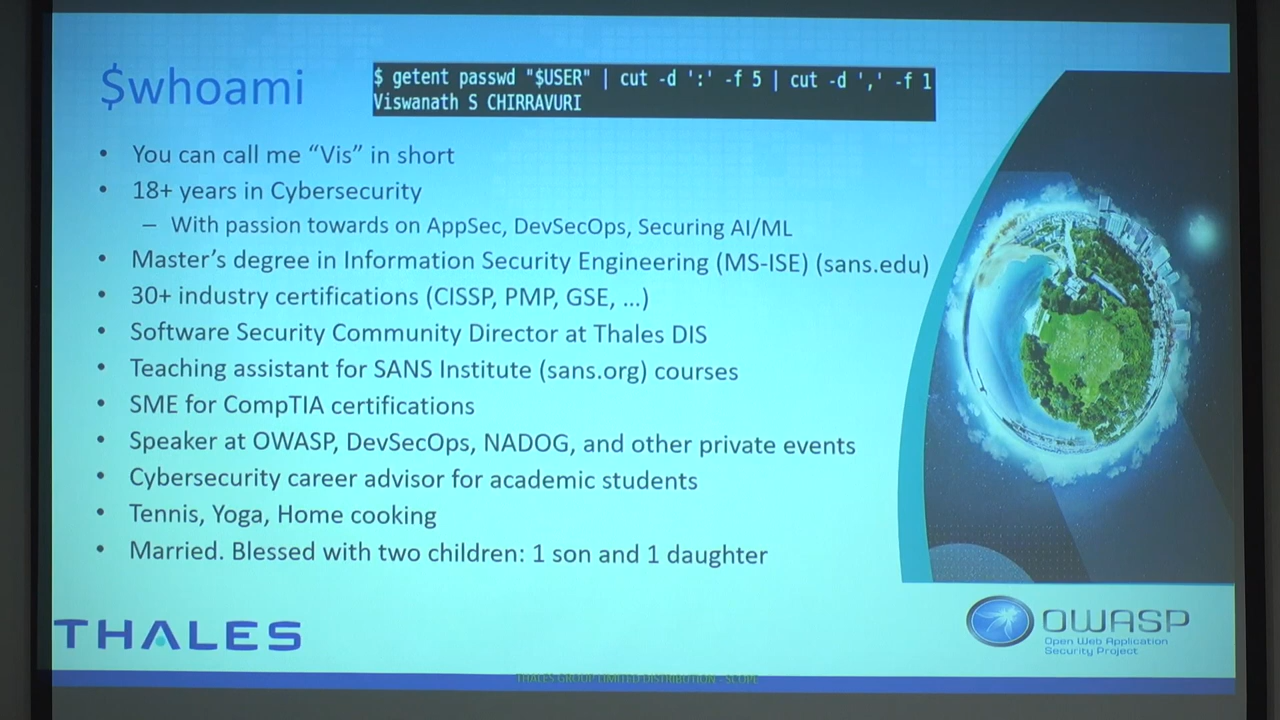 $whoami
$ getent passwd "$USER" | cut -d ':' -f 5 | cut -d ',' -f 1
Viswanath S CHIRRAVURI
• You can call me “Vis” in short
• 18+ years in Cybersecurity
– With passion towards on AppSec, DevSecOps, Securing AI/ML
• Master’s degree in Information Security Engineering (MS-ISE) (sans.edu)
• 30+ industry certifications (CISSP, PMP, GSE, ...)
• Software Security Community Director at Thales DIS
• Teaching assistant for SANS Institute (sans.org) courses
• SME for CompTIA certifications
• Speaker at OWASP, DevSecOps, NADOG, and other private events
• Cybersecurity career advisor for academic students
• Tennis, Yoga, Home cooking
• Married. Blessed with two children: 1 son and 1 daughter
THALES
OWASP
Open Web Application
Security Project
THALES GROUP LIMITED DISTRIBUTION - SCOPE